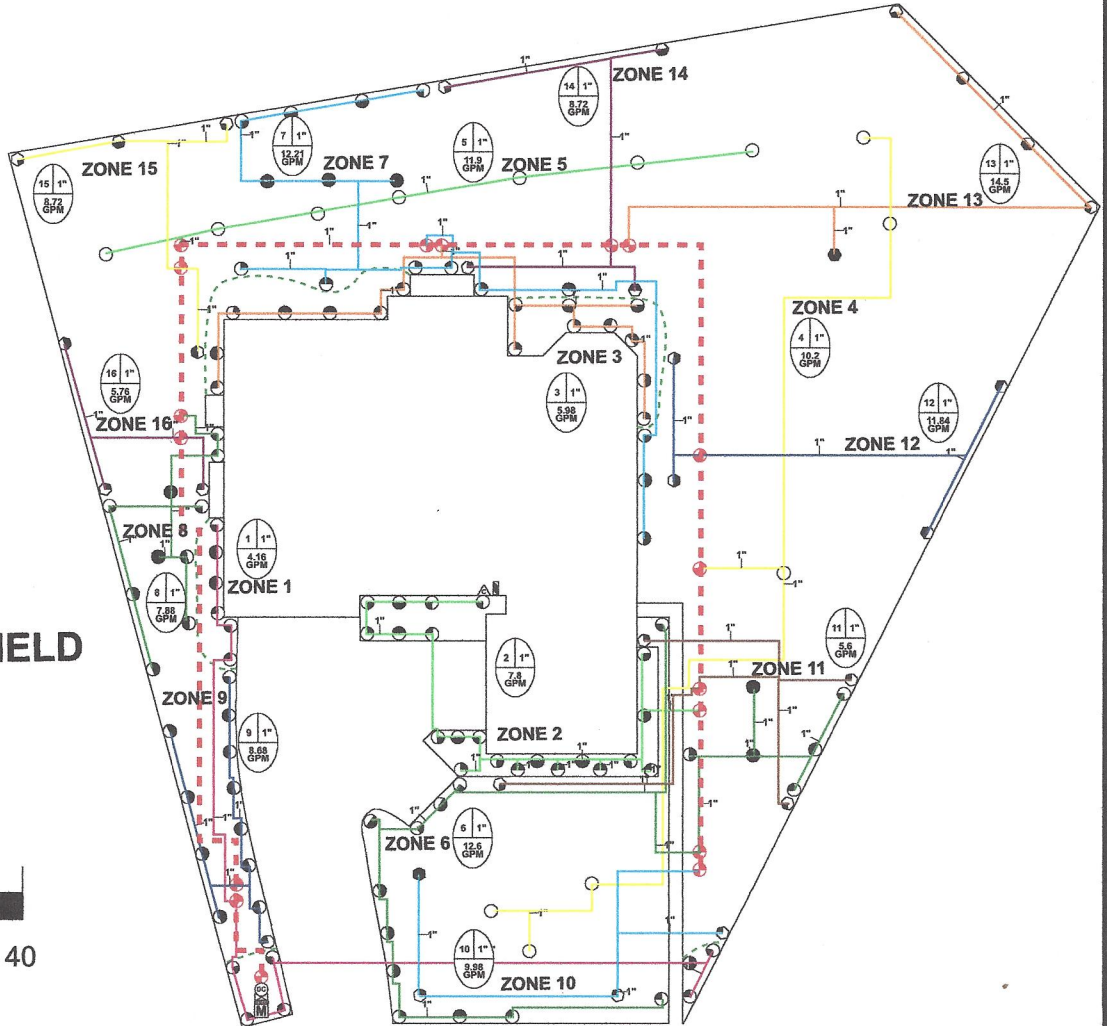 1"
ZONE 14
14 1"
8.72
GPM
7 1"
12.21
GPM
ZONE 7
5 1"
11.9
GPM
ZONE 5
ZONE 15
15 1"
8.72
GPM
13 1"
14.5
GPM
ZONE 13
ZONE 4
4 1"
10.2
GPM
ZONE 3
3 1"
5.98
GPM
16 1"
5.76
GPM
ZONE 16
12 1"
11.84
GPM
ZONE 12
ZONE 8
8 1"
7.88
GPM
1 1"
4.16
GPM
ZONE 1
C
IELD
2 1"
7.8
GPM
ZONE 2
11 1"
5.6
GPM
ZONE 11
ZONE 9
9 1"
8.68
GPM
ZONE 6
6 1"
12.6
GPM
10 1"
9.98
GPM
ZONE 10
40
M